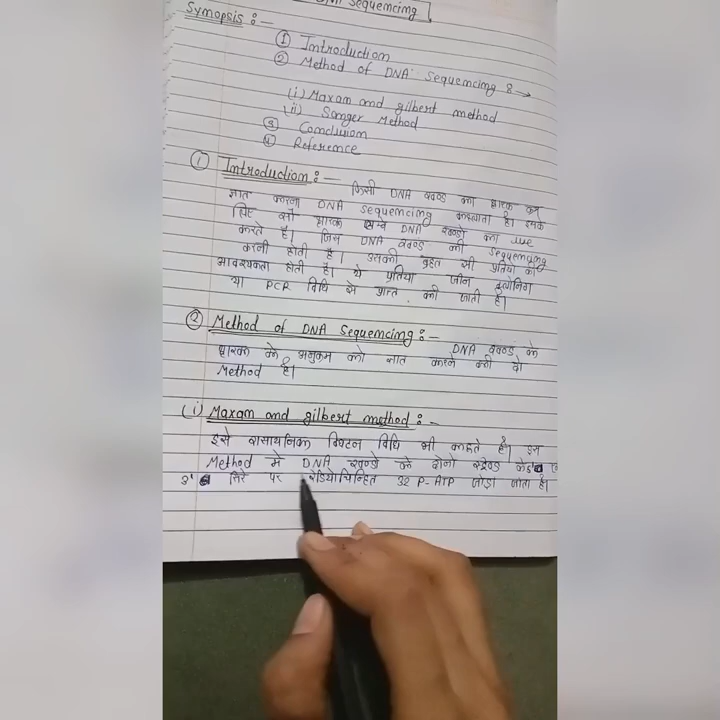 DNA Sequencing
Synopsis :-
① Introduction
② Method of DNA Sequencing :→
(i) Maxam and gilbert method
(ii) Sanger Method
③ Conclusion
④ Reference
① Introduction :-
किसी DNA खण्ड का क्षारक क्रम
ज्ञात करना DNA Sequencing कहलाता है। इसके
लिए सौ क्षारक लम्बे DNA खण्डों का use
करते है। जिस DNA खण्ड की Sequencing
करनी होती है। उसकी बहुत सी प्रतियों की
आवश्यकता होती है। ये प्रतिया जीन क्लोनिंग
या PCR विधि से प्राप्त की जाती है।
② Method of DNA Sequencing :-
DNA खण्ड के
क्षारक के अनुक्रम को ज्ञात करने की दो
Method है।
(i) Maxam and gilbert method :-
इसे रासायनिक विघटन विधि भी कहते है। इस
Method मे DNA खण्डो के दोनो स्ट्रेण्ड के
3' सिरे पर रेडियोचिन्हित 32 P-ATP जोड़ा जाता है।